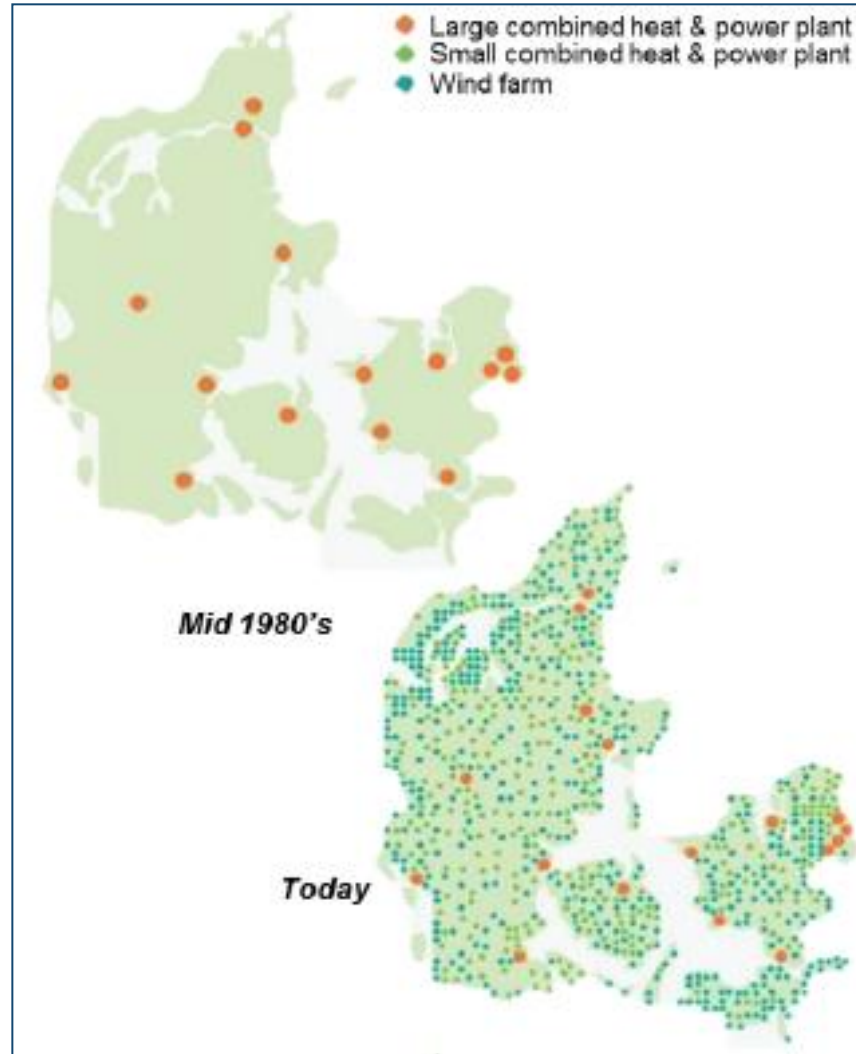 Large combined heat & power plant
Small combined heat & power plant
Wind farm
Mid 1980's
Today